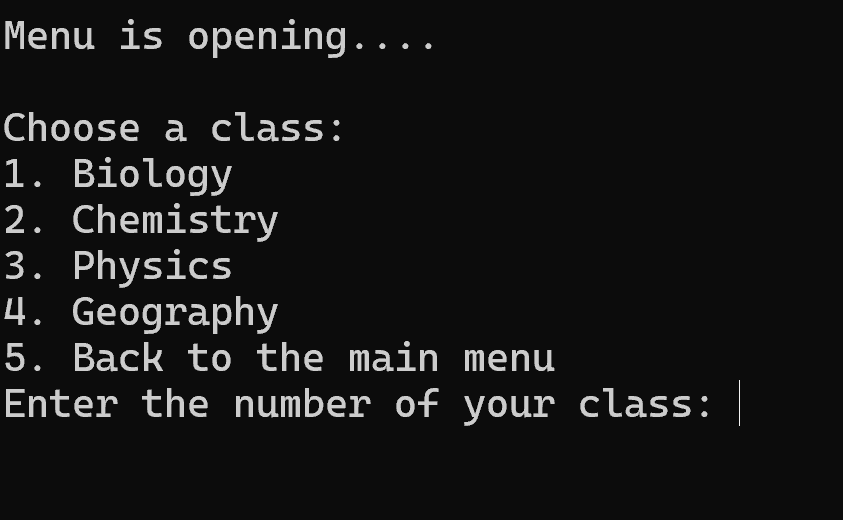 Menu is opening....
Choose a class:
1. Biology
2. Chemistry
3. Physics
4. Geography
5. Back to the main menu
Enter the number of your class: